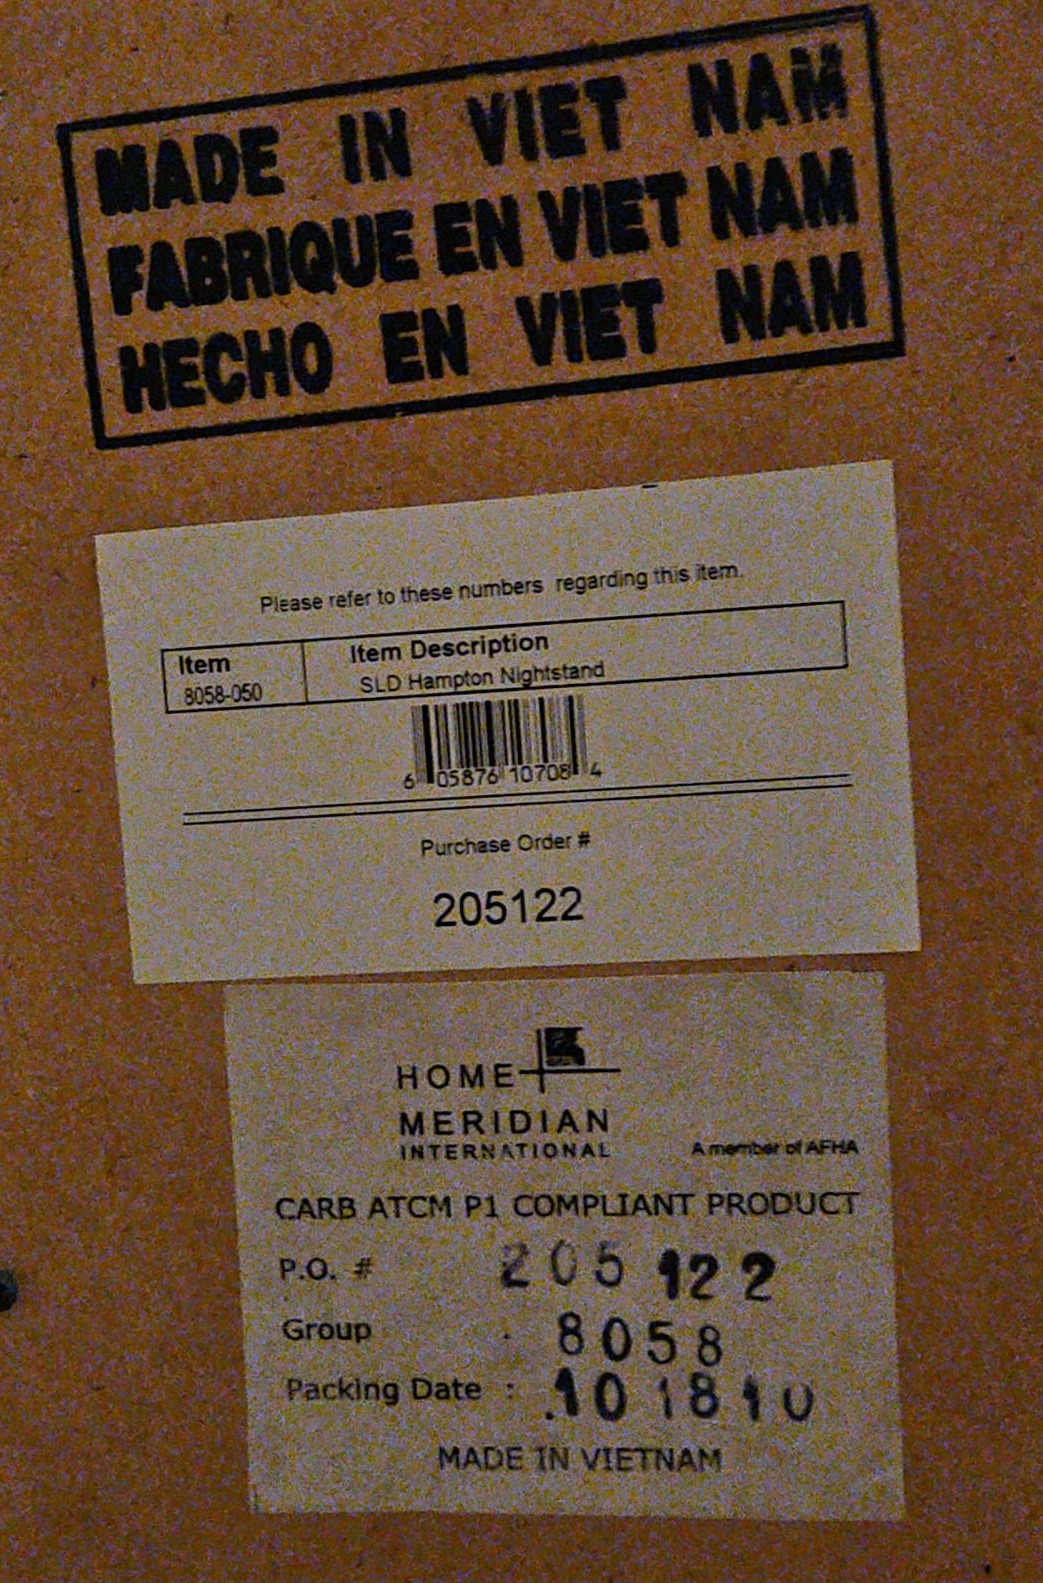 MADE IN VIET NAM
FABRIQUE EN VIET NAM
HECHO EN VIET NAM
Please refer to these numbers regarding this item.
Item Item Description
8058-050 SLD Hampton Nightstand
6 05876 10708 4
Purchase Order #
205122
HOME
MERIDIAN
INTERNATIONAL
A member of AFHA
CARB ATCM P1 COMPLIANT PRODUCT
P.O. # 205 122
Group : 8058
Packing Date : 101810
MADE IN VIETNAM